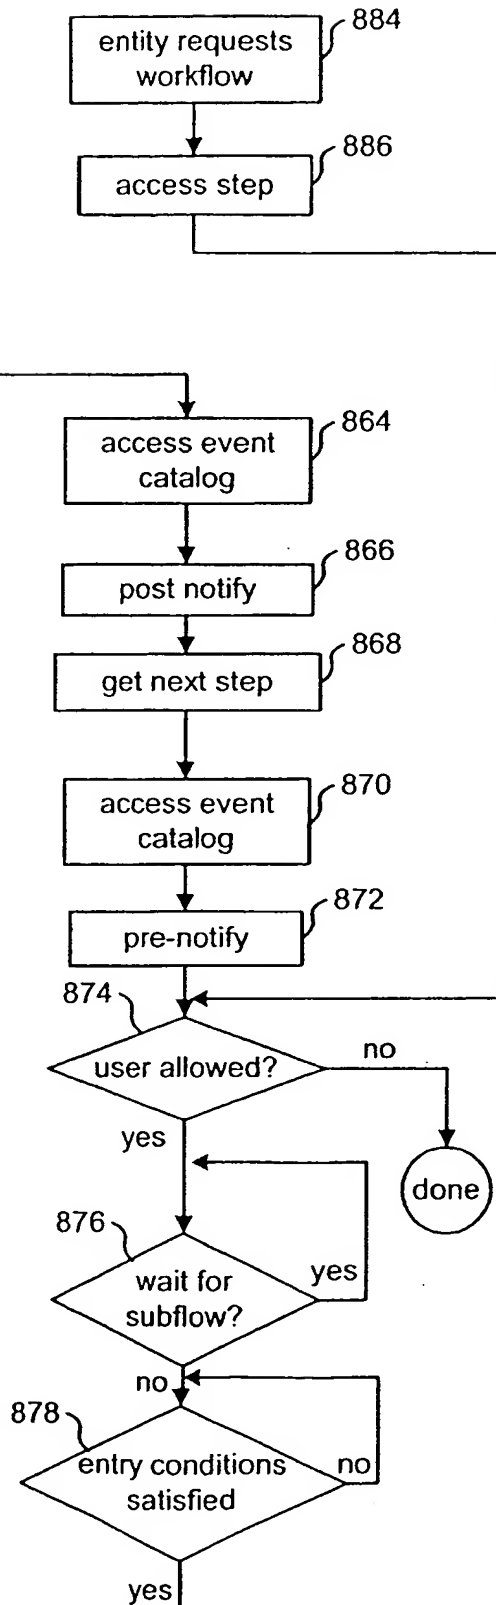 884
entity requests
workflow
886
access step
864
access event
catalog
866
post notify
868
get next step
870
access event
catalog
872
pre-notify
874
user allowed?
no
yes
done
876
wait for
subflow?
yes
no
878
entry conditions
satisfied
no
yes